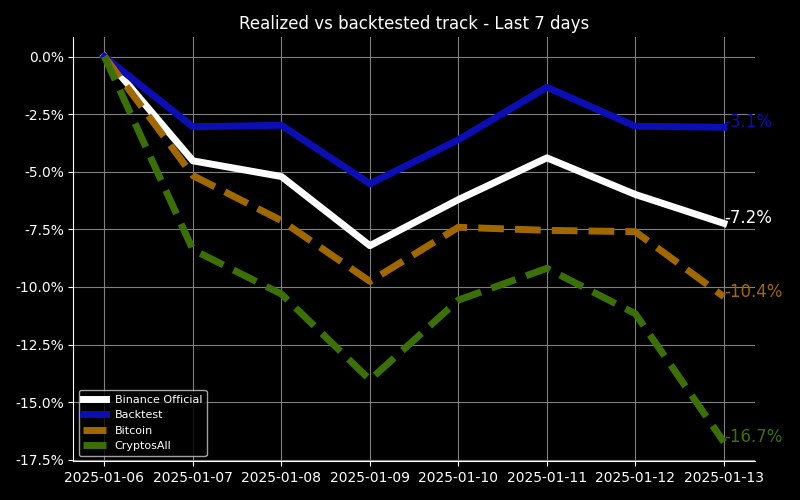 Realized vs backtested track - Last 7 days
0.0%
-2.5%
-5.0%
-7.5%
-10.0%
-12.5%
-15.0%
-17.5%
-3.1%
-7.2%
-10.4%
-16.7%
Binance Official
Backtest
Bitcoin
CryptosAll
2025-01-06 2025-01-07 2025-01-08 2025-01-09 2025-01-10 2025-01-11 2025-01-12 2025-01-13